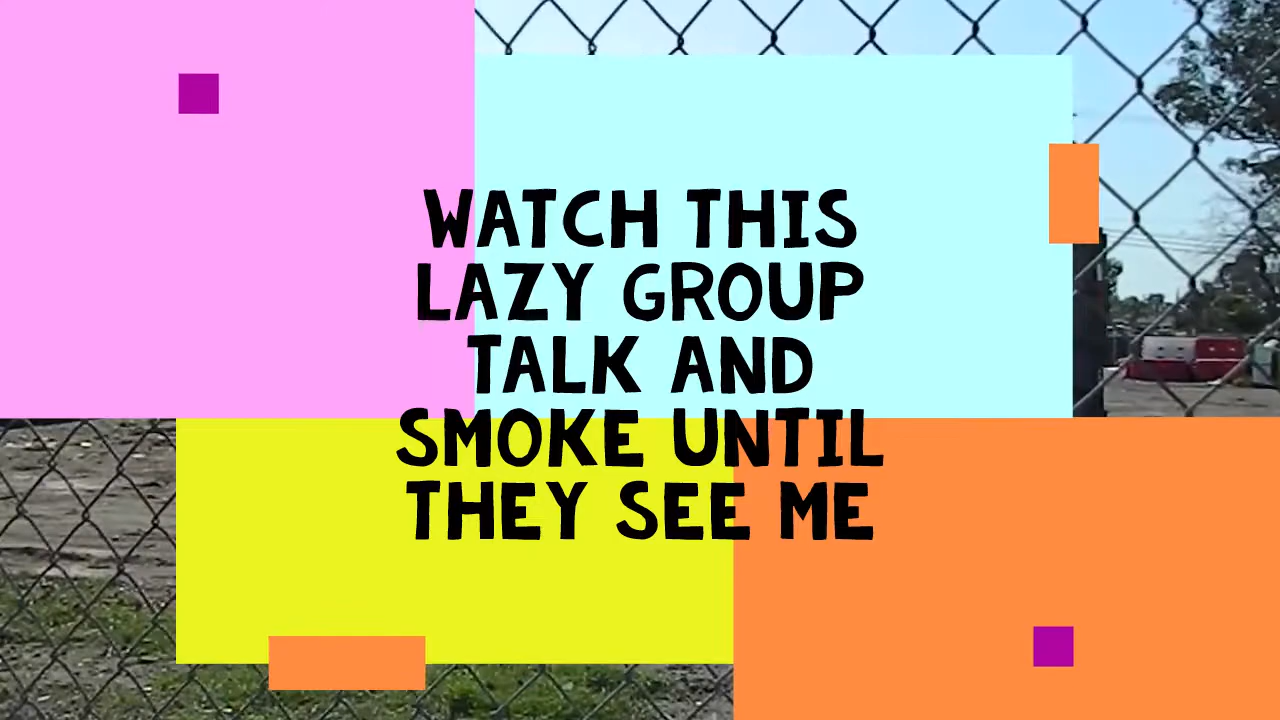 WATCH THIS
LAZY GROUP
TALK AND
SMOKE UNTIL
THEY SEE ME